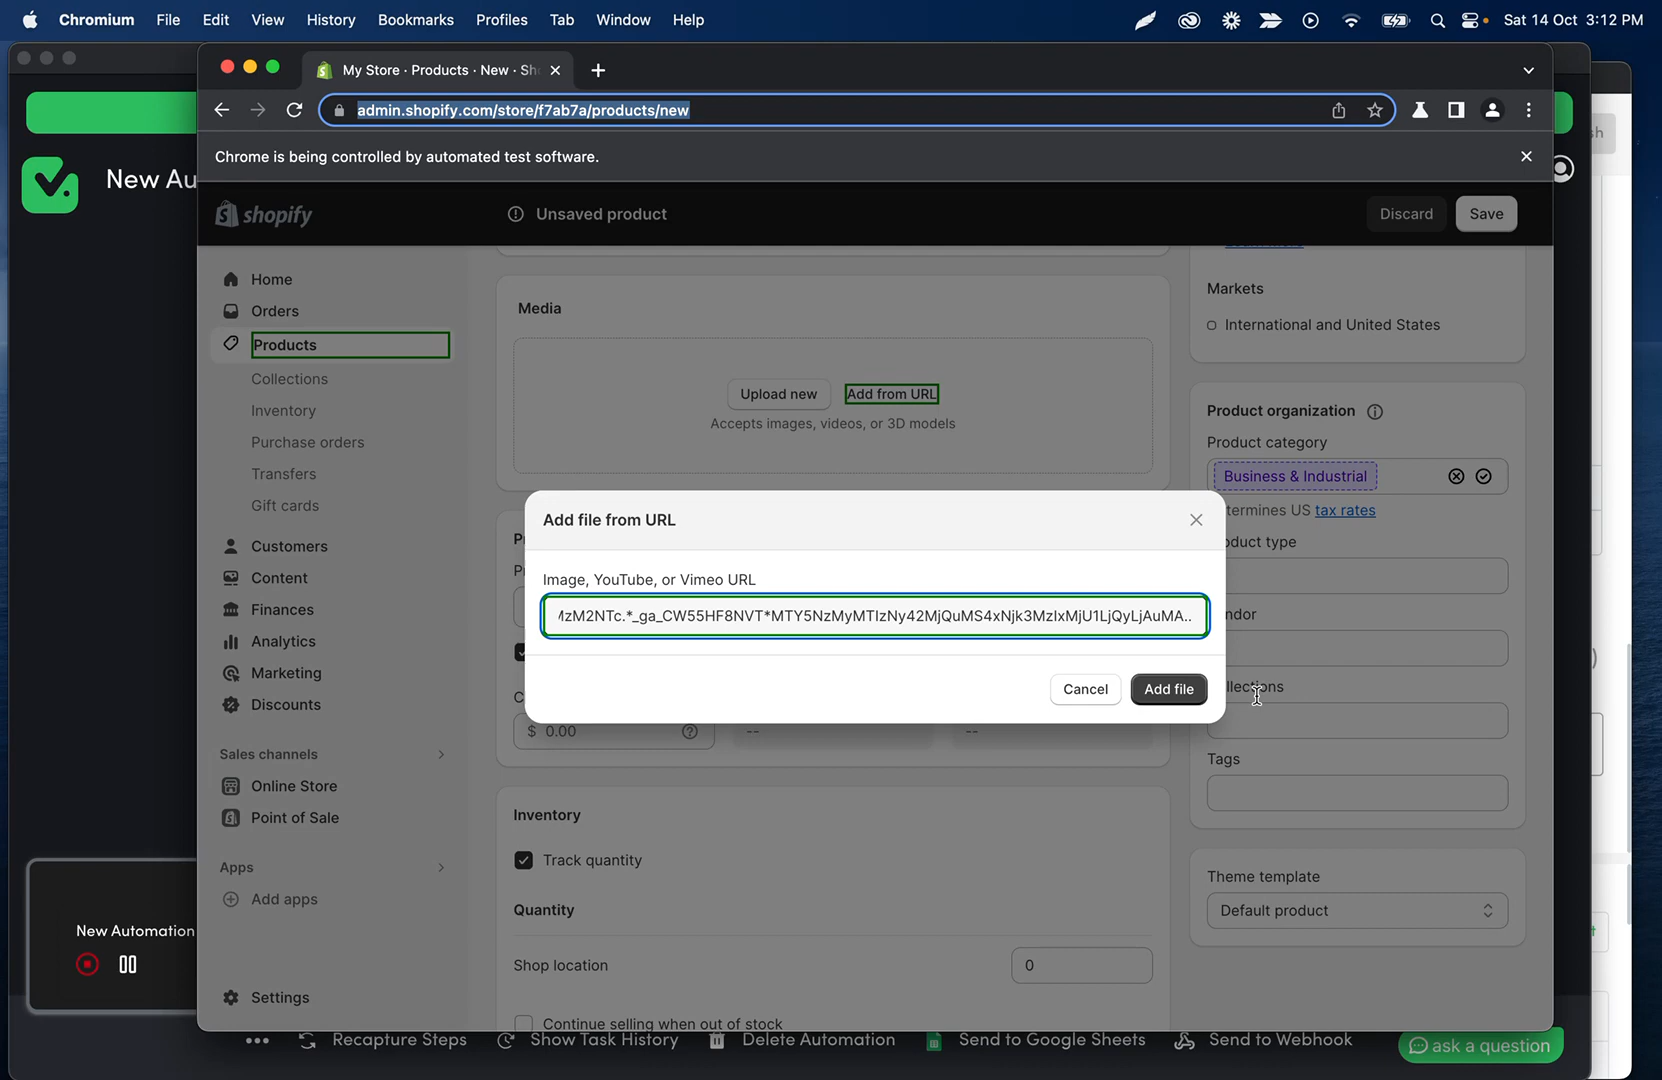 Chromium File Edit View History Bookmarks Profiles Tab Window Help Sat 14 Oct 3:12 PM
My Store · Products · New · Sh
admin.shopify.com/store/f7ab7a/products/new
Chrome is being controlled by automated test software.
New Au
shopify
Unsaved product
Discard
Save
Home
Orders
Products
Collections
Inventory
Purchase orders
Transfers
Gift cards
Customers
Content
Finances
Analytics
Marketing
Discounts
Sales channels
Online Store
Point of Sale
Apps
Add apps
Settings
Media
Upload new
Add from URL
Accepts images, videos, or 3D models
Add file from URL
Image, YouTube, or Vimeo URL
MzM2NTc.*_ga_CW55HF8NVT*MTY5NzMyMTIzNy42MjQuMS4xNjk3MzIxMjU1LjQyLjAuMA..
Cancel
Add file
$ 0.00
--
--
Inventory
Track quantity
Quantity
Shop location
0
Continue selling when out of stock
Markets
International and United States
Product organization
Product category
Business & Industrial
termines US tax rates
oduct type
ndor
llections
Tags
Theme template
Default product
New Automation
Recapture Steps
Show Task History
Delete Automation
Send to Google Sheets
Send to Webhook
ask a question